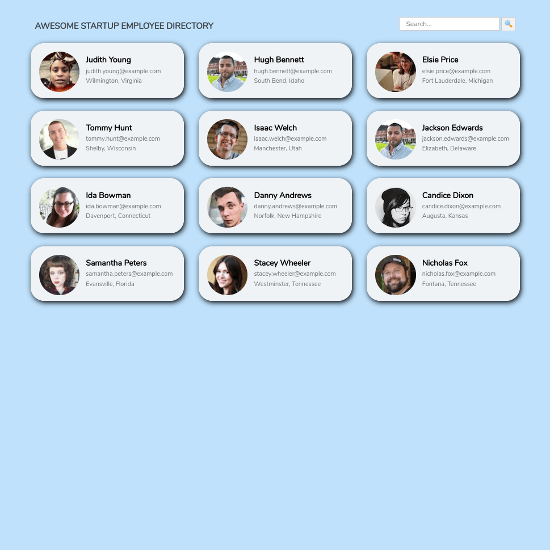 AWESOME STARTUP EMPLOYEE DIRECTORY
Search...
Judith Young
judith.young@example.com
Wilmington, Virginia
Hugh Bennett
hugh.bennett@example.com
South Bend, Idaho
Elsie Price
elsie.price@example.com
Fort Lauderdale, Michigan
Tommy Hunt
tommy.hunt@example.com
Shelby, Wisconsin
Isaac Welch
isaac.welch@example.com
Manchester, Utah
Jackson Edwards
jackson.edwards@example.com
Elizabeth, Delaware
Ida Bowman
ida.bowman@example.com
Davenport, Connecticut
Danny Andrews
danny.andrews@example.com
Norfolk, New Hampshire
Candice Dixon
candice.dixon@example.com
Augusta, Kansas
Samantha Peters
samantha.peters@example.com
Evansville, Florida
Stacey Wheeler
stacey.wheeler@example.com
Westminster, Tennessee
Nicholas Fox
nicholas.fox@example.com
Fontana, Tennessee